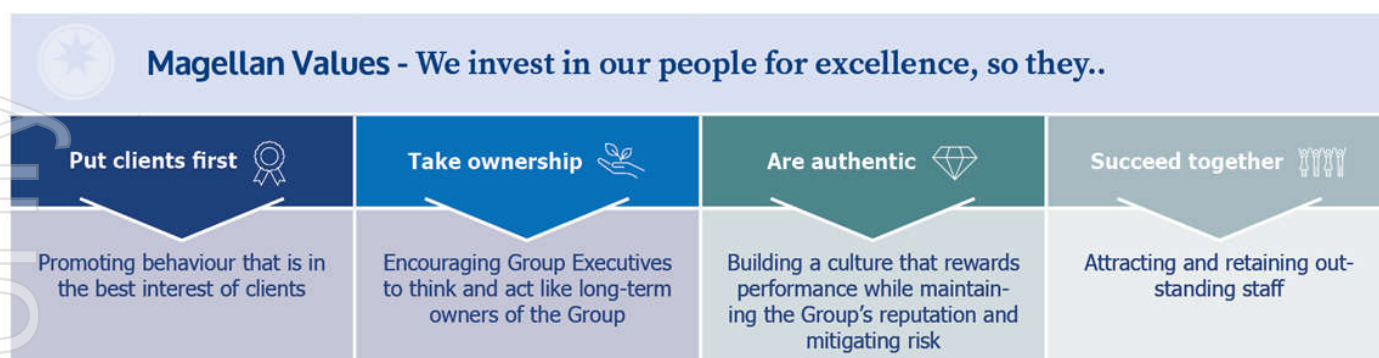 Magellan Values - We invest in our people for excellence, so they..
Put clients first
Promoting behaviour that is in
the best interest of clients
Take ownership
Encouraging Group Executives
to think and act like long-term
owners of the Group
Are authentic
Building a culture that rewards
performance while maintain-
ing the Group's reputation and
mitigating risk
Succeed together
Attracting and retaining out-
standing staff